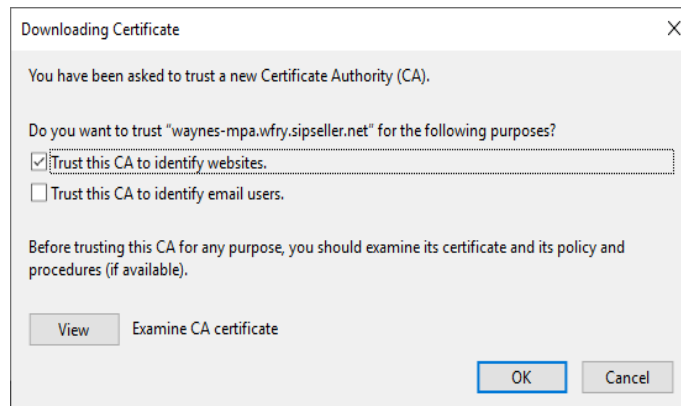 Downloading Certificate
You have been asked to trust a new Certificate Authority (CA).
Do you want to trust “waynes-mpa.wfry.sipseller.net” for the following purposes?
Trust this CA to identify websites.
Trust this CA to identify email users.
Before trusting this CA for any purpose, you should examine its certificate and its policy and
procedures (if available).
View Examine CA certificate
OK Cancel